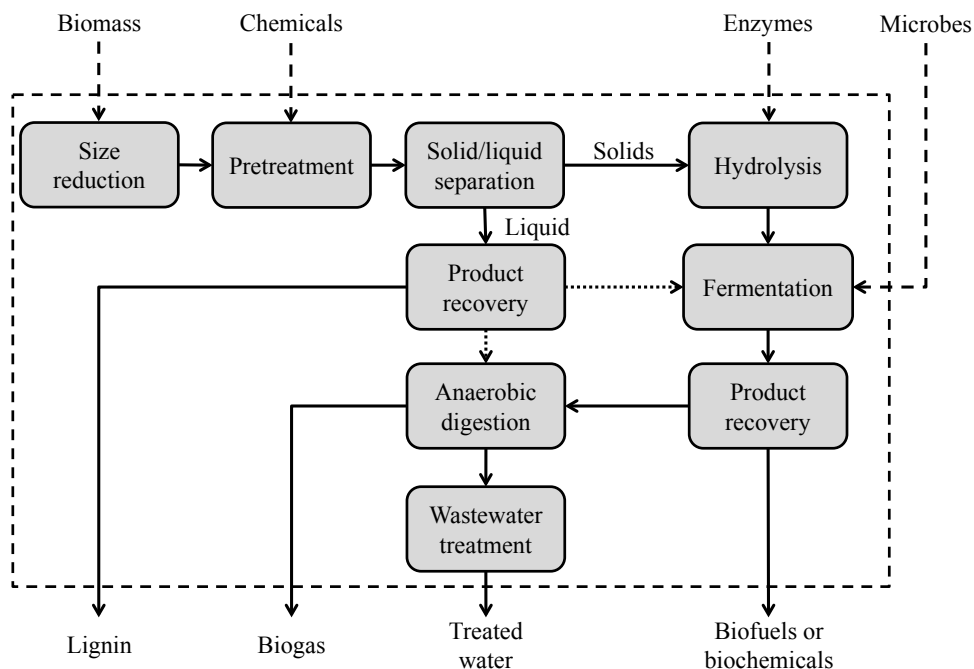 Biomass
Chemicals
Enzymes
Microbes
Size
reduction
Pretreatment
Solid/liquid
separation
Solids
Hydrolysis
Liquid
Product
recovery
Fermentation
Anaerobic
digestion
Product
recovery
Wastewater
treatment
Lignin
Biogas
Treated
water
Biofuels or
biochemicals